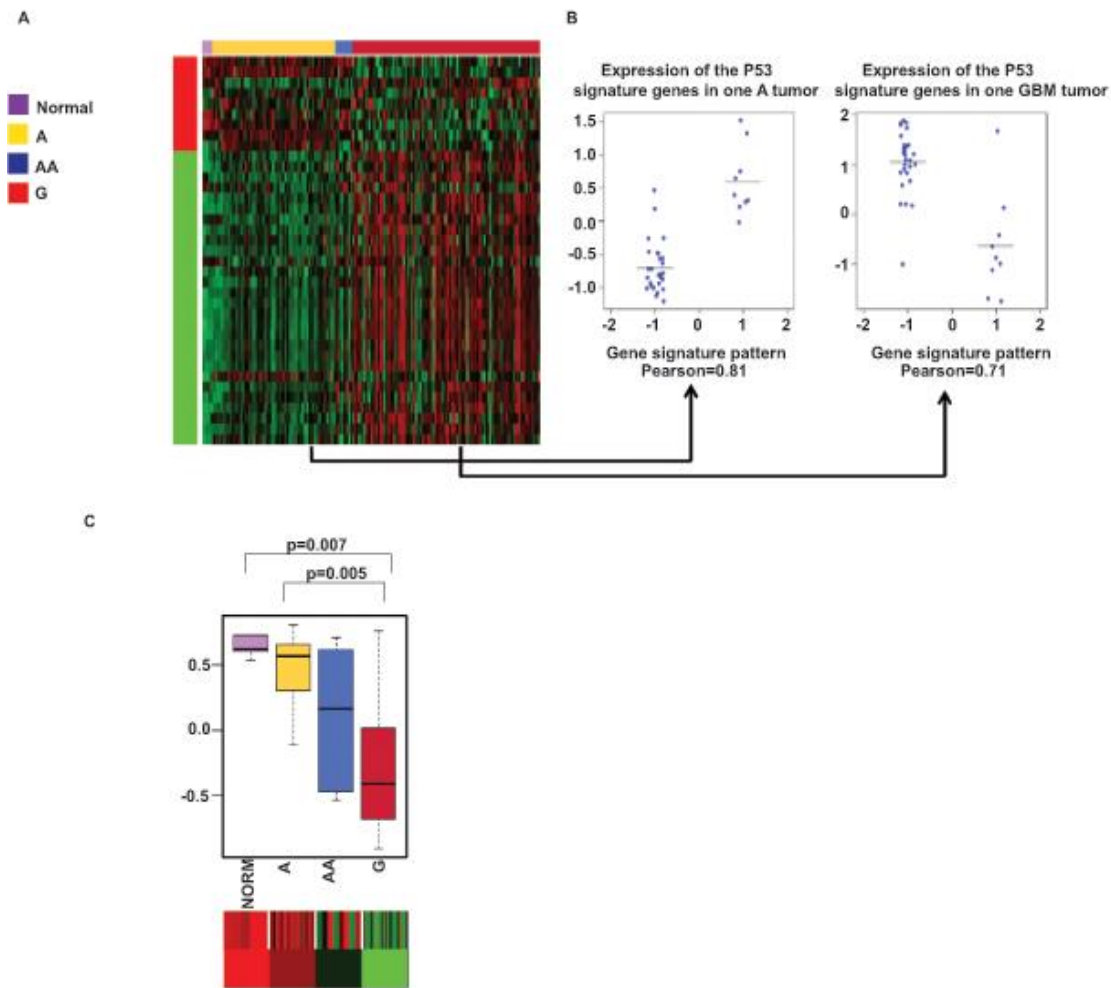 A
B
Normal
A
AA
G
Expression of the P53
signature genes in one A tumor
1.5
1.0
0.5
0.0
-0.5
-1.0
-2
-1
0
1
2
Gene signature pattern
Pearson=0.81
Expression of the P53
signature genes in one GBM tumor
2
1
0
-1
-2
-1
0
1
2
Gene signature pattern
Pearson=0.71
C
p=0.007
p=0.005
0.5
0.0
-0.5
NORM
A
AA
G